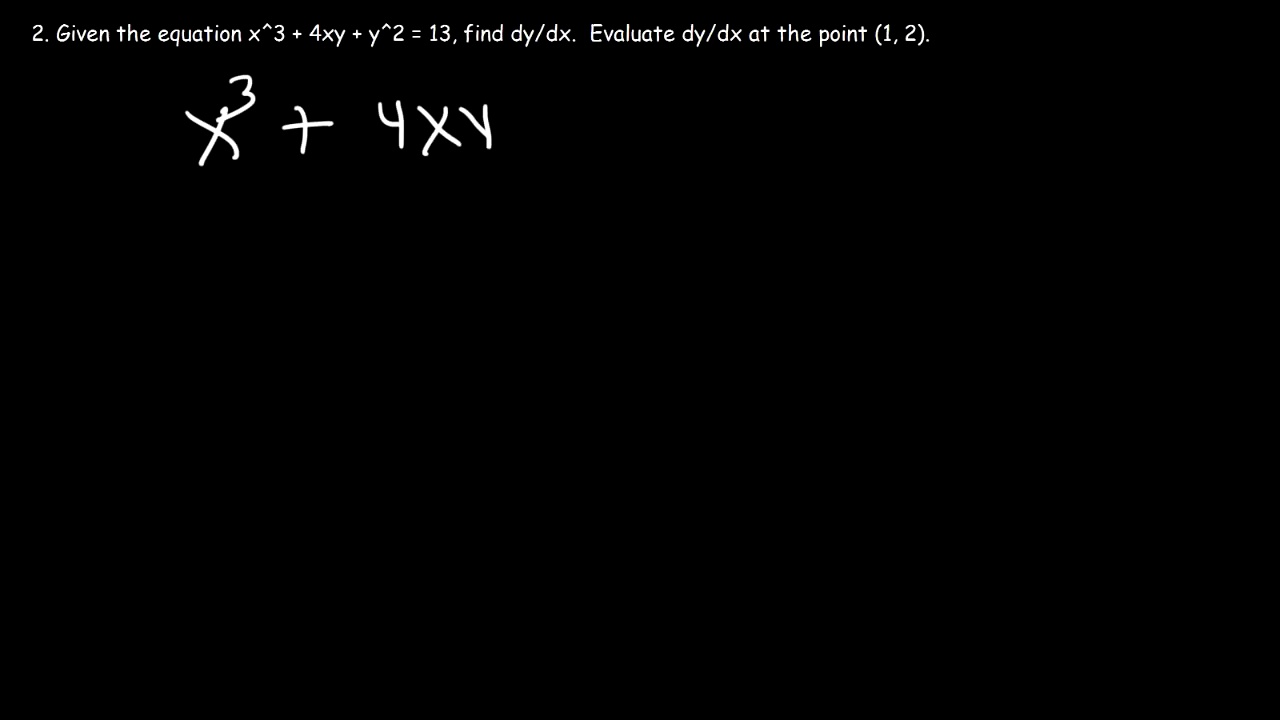 2. Given the equation x^3 + 4xy + y^2 = 13, find dy/dx.  Evaluate dy/dx at the point (1, 2).
x³ + 4xy